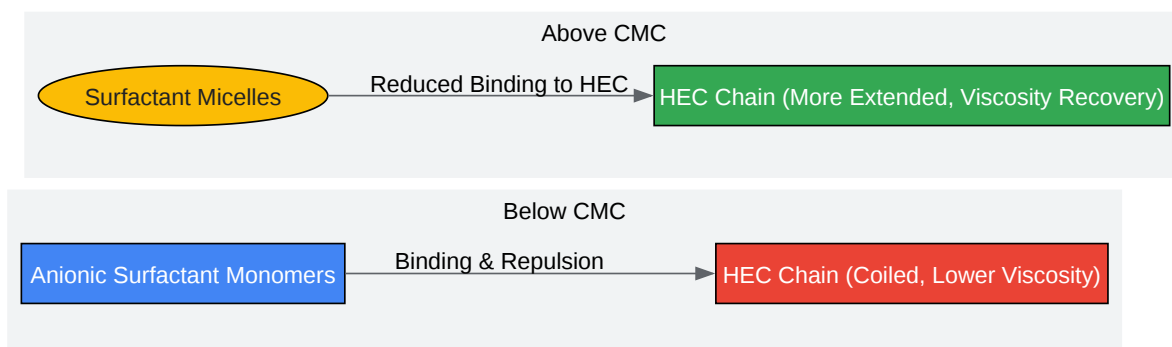 Above CMC
Surfactant Micelles
Reduced Binding to HEC
HEC Chain (More Extended, Viscosity Recovery)
Below CMC
Anionic Surfactant Monomers
Binding & Repulsion
HEC Chain (Coiled, Lower Viscosity)